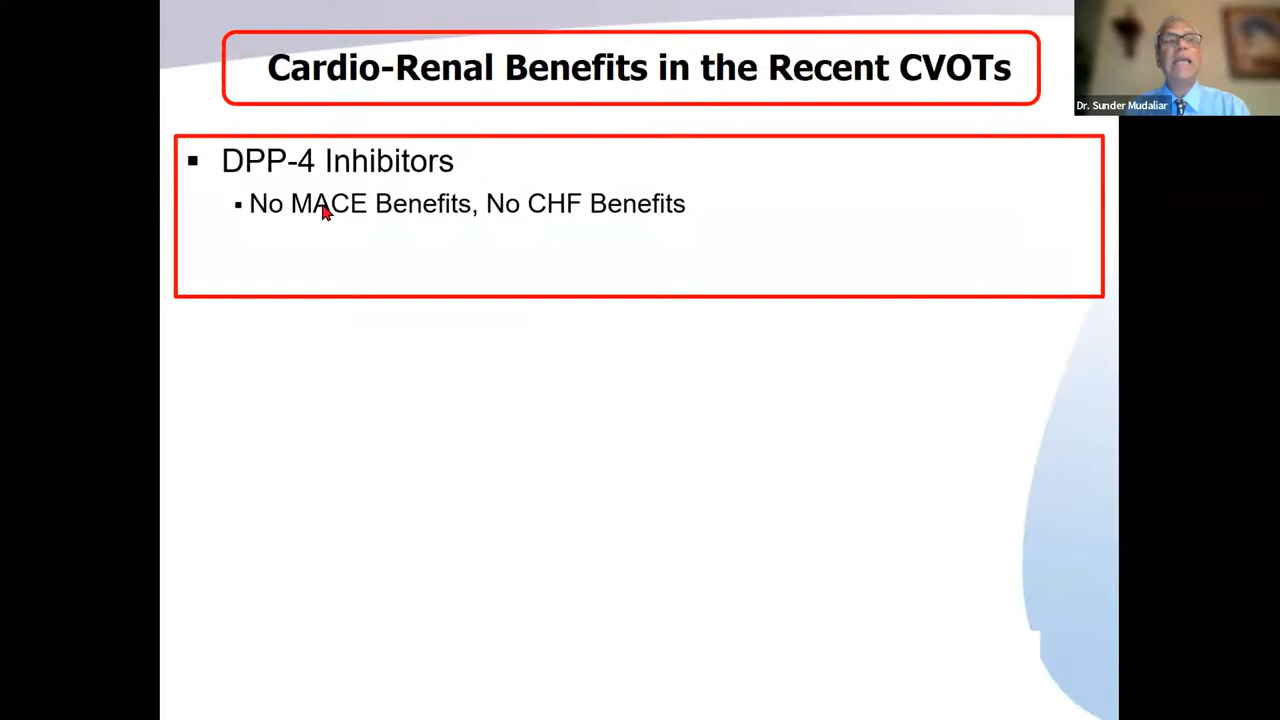 Cardio-Renal Benefits in the Recent CVOTs
Dr. Sunder Mudaliar
▪ DPP-4 Inhibitors
▪ No MACE Benefits, No CHF Benefits